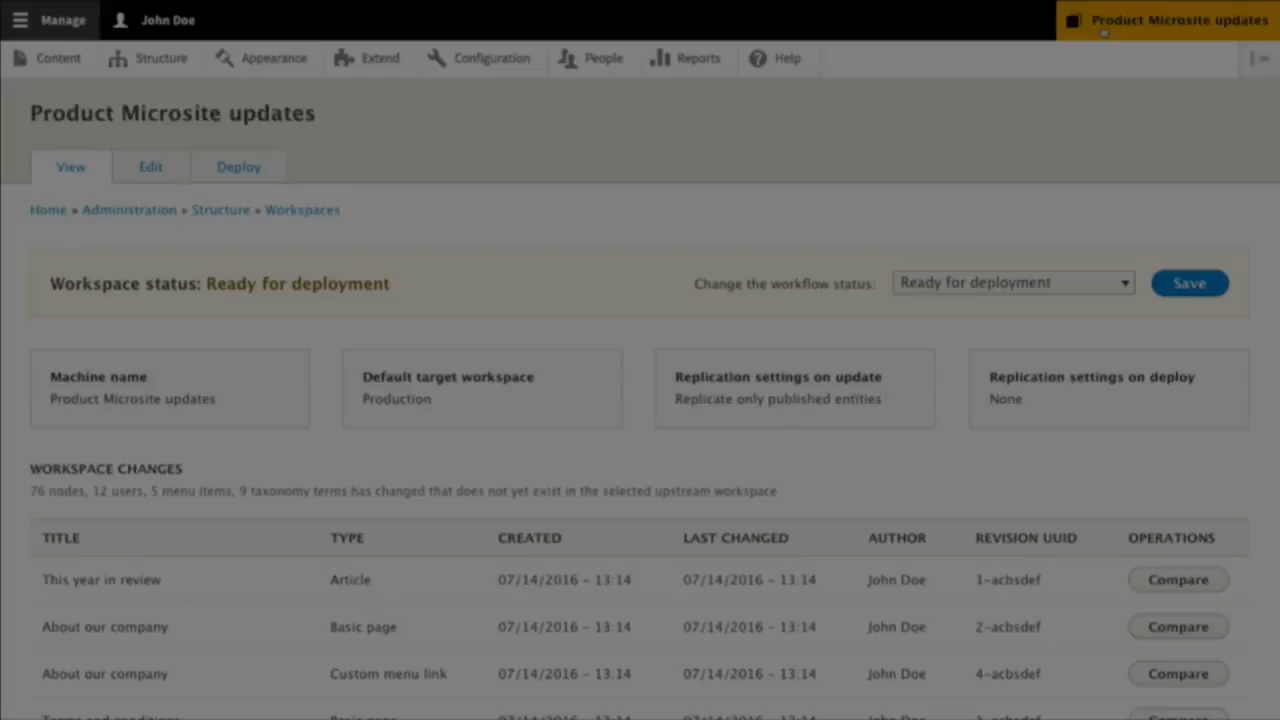 Manage John Doe Product Microsite updates
Content Structure Appearance Extend Configuration People Reports Help
Product Microsite updates
View Edit Deploy
Home » Administration » Structure » Workspaces
Workspace status: Ready for deployment Change the workflow status: Ready for deployment Save
Machine name Default target workspace Replication settings on update Replication settings on deploy
Product Microsite updates Production Replicate only published entities None
WORKSPACE CHANGES
76 nodes, 12 users, 5 menu items, 9 taxonomy terms has changed that does not yet exist in the selected upstream workspace
TITLE TYPE CREATED LAST CHANGED AUTHOR REVISION UUID OPERATIONS
This year in review Article 07/14/2016 – 13:14 07/14/2016 – 13:14 John Doe 1-acbsdef Compare
About our company Basic page 07/14/2016 – 13:14 07/14/2016 – 13:14 John Doe 2-acbsdef Compare
About our company Custom menu link 07/14/2016 – 13:14 07/14/2016 – 13:14 John Doe 4-acbsdef Compare